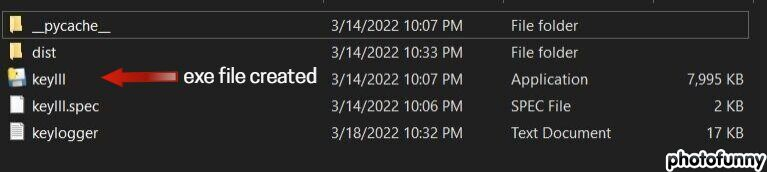 __pycache__ 3/14/2022 10:07 PM File folder
dist 3/14/2022 10:33 PM File folder
keylll exe file created 3/14/2022 10:07 PM Application 7,995 KB
keylll.spec 3/14/2022 10:06 PM SPEC File 2 KB
keylogger 3/18/2022 10:32 PM Text Document 17 KB
photofunny